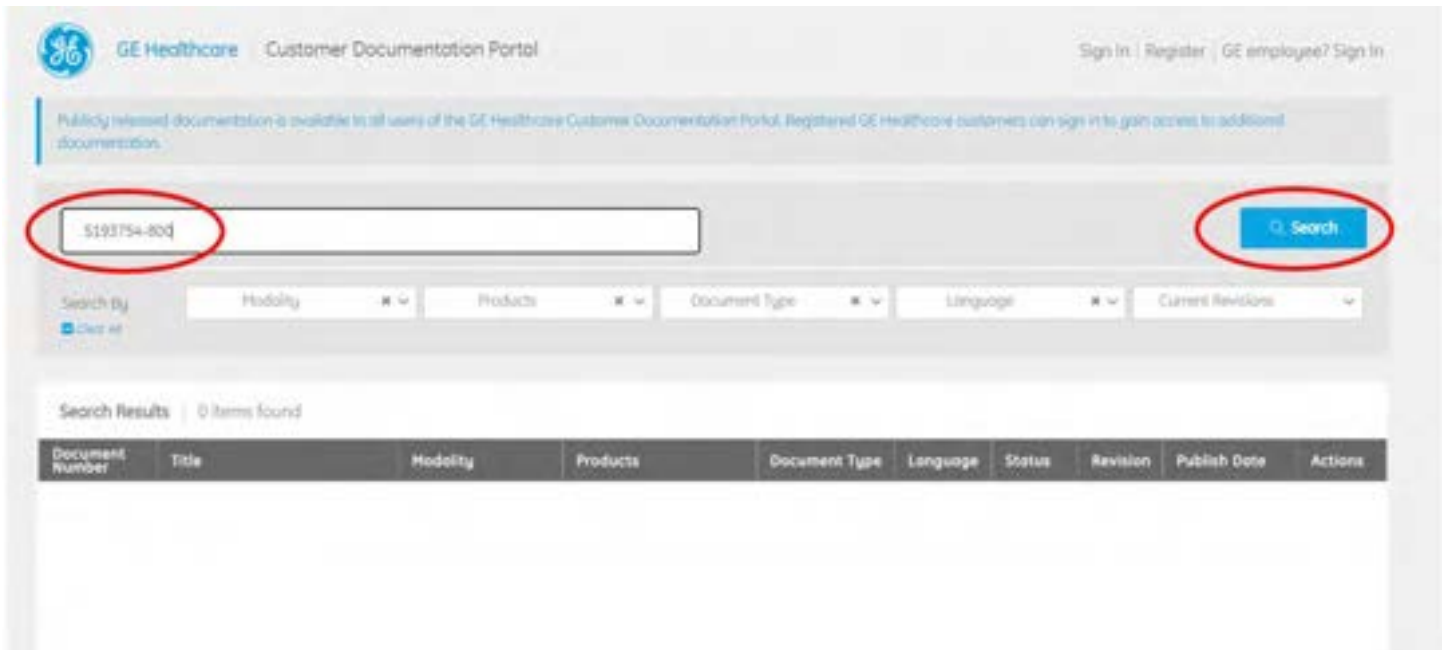 GE GE Healthcare Customer Documentation Portal Sign In | Register | GE employee? Sign In
Publicly released documentation is available to all users of the GE Healthcare Customer Documentation Portal. Registered GE Healthcare customers can sign in to gain access to additional
documentation.
5193754-800
Search
Search By Modality Products Document Type Language Current Revisions
Clear All
Search Results | 0 items found
Document Number Title Modality Products Document Type Language Status Revision Publish Date Actions